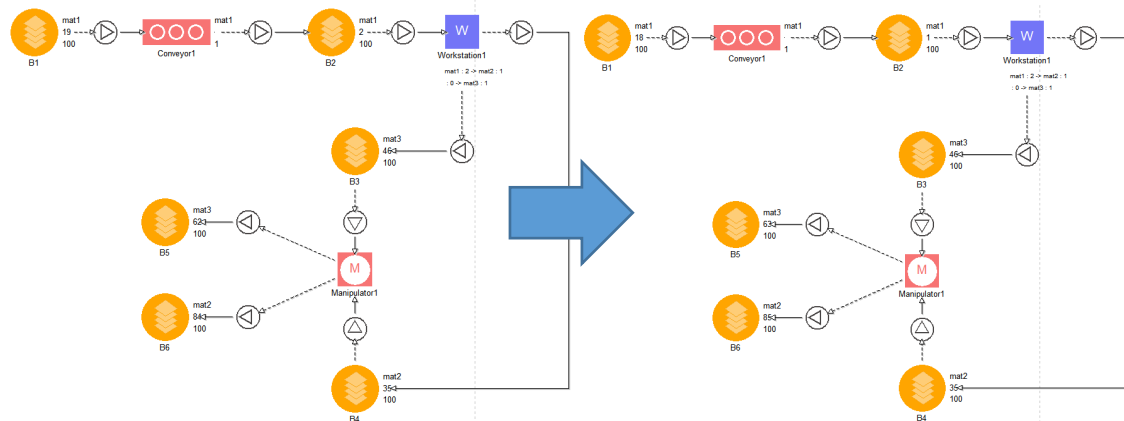 mat1
19
100
B1
mat1
1
Conveyor1
mat1
2
100
B2
W
Workstation1
mat1 : 2 -> mat2 : 1
: 0 -> mat3 : 1
mat3
46
100
B3
mat3
62
100
B5
M
Manipulator1
mat2
84
100
B6
mat2
35
100
B4
mat1
18
100
B1
mat1
1
Conveyor1
mat1
1
100
B2
W
Workstation1
mat1 : 2 -> mat2 : 1
: 0 -> mat3 : 1
mat3
46
100
B3
mat3
63
100
B5
M
Manipulator1
mat2
85
100
B6
mat2
35
100
B4